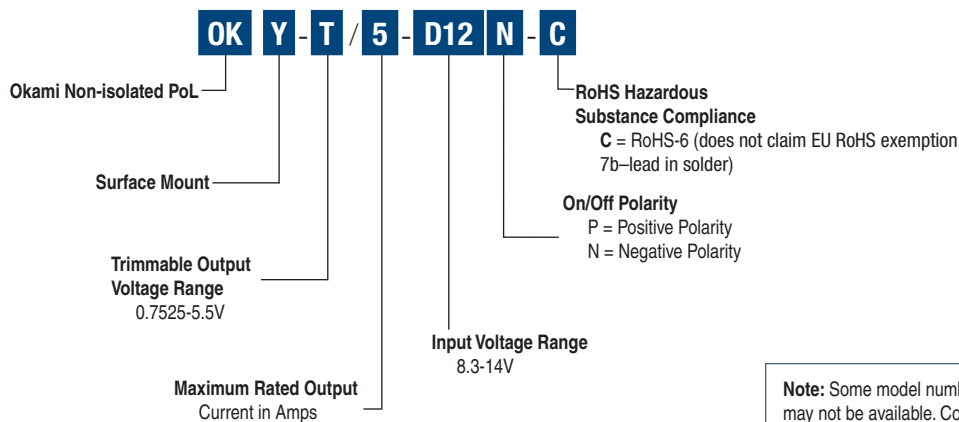 OK Y - T / 5 - D12 N - C
Okami Non-isolated PoL
RoHS Hazardous
Substance Compliance
C = RoHS-6 (does not claim EU RoHS exemption
7b–lead in solder)
Surface Mount
On/Off Polarity
P = Positive Polarity
N = Negative Polarity
Trimmable Output
Voltage Range
0.7525-5.5V
Input Voltage Range
8.3-14V
Maximum Rated Output
Current in Amps
Note: Some model
may not be available.